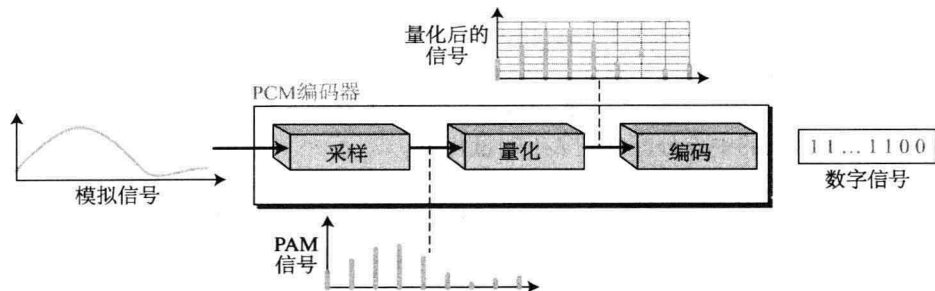 量化后的
信号
PCM编码器
采样
量化
编码
模拟信号
11...1100
数字信号
PAM
信号